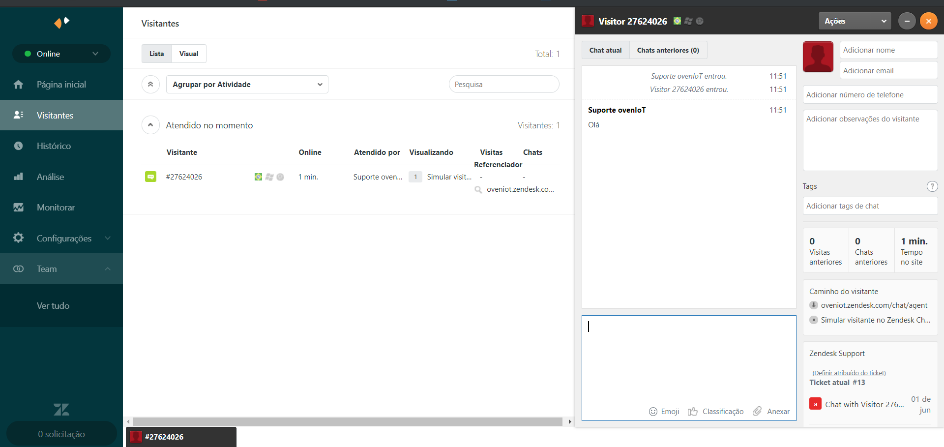 Online
Página inicial
Visitantes
Histórico
Análise
Monitorar
Configurações
Team
Ver tudo
0 solicitação
Visitantes
Lista
Visual
Total: 1
Agrupar por Atividade
Pesquisa
Atendido no momento
Visitantes: 1
Visitante
Online
Atendido por
Visualizando
Visitas
Chats
Referenciador
#27624026
1 min.
Suporte oven...
1
Simular visit...
-
-
oveniot.zendesk.co...
#27624026
Visitor 27624026
Ações
Chat atual
Chats anteriores (0)
Suporte ovenIoT entrou.
11:51
Visitor 27624026 entrou.
11:51
Suporte ovenIoT
11:51
Olá
Emoji
Classificação
Anexar
Adicionar nome
Adicionar email
Adicionar número de telefone
Adicionar observações do visitante
Tags
?
Adicionar tags de chat
0
Visitas
anteriores
0
Chats
anteriores
1 min.
Tempo
no site
Caminho do visitante
oveniot.zendesk.com/chat/agent
Simular visitante no Zendesk Ch...
Zendesk Support
(Definir atribuído do ticket)
Ticket atual #13
Chat with Visitor 276...
01 de
jun